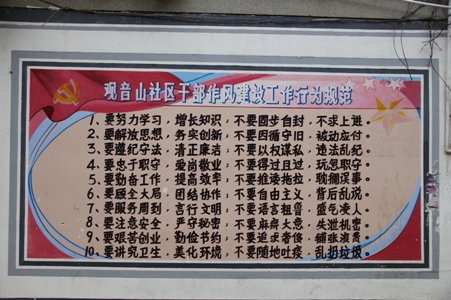 观音山社区干部作风建设工作行为规范
1、要努力学习，增长知识，不要固步自封，不求上进。
2、要解放思想，务实创新，不要因循守旧，被动应付。
3、要遵纪守法，清正廉洁，不要以权谋私，违法乱纪。
4、要忠于职守，爱岗敬业，不要得过且过，玩忽职守。
5、要勤奋工作，提高效率，不要推诿拖拉，耽搁误事。
6、要顾全大局，团结协作，不要自由主义，背后乱说。
7、要服务周到，言行文明，不要语言粗鲁，盛气凌人。
8、要注意安全，严守秘密，不要麻痹大意，失泄机密。
9、要艰苦创业，勤俭节约，不要追求奢侈，铺张浪费。
10、要讲究卫生，美化环境，不要随地吐痰，乱扔垃圾。